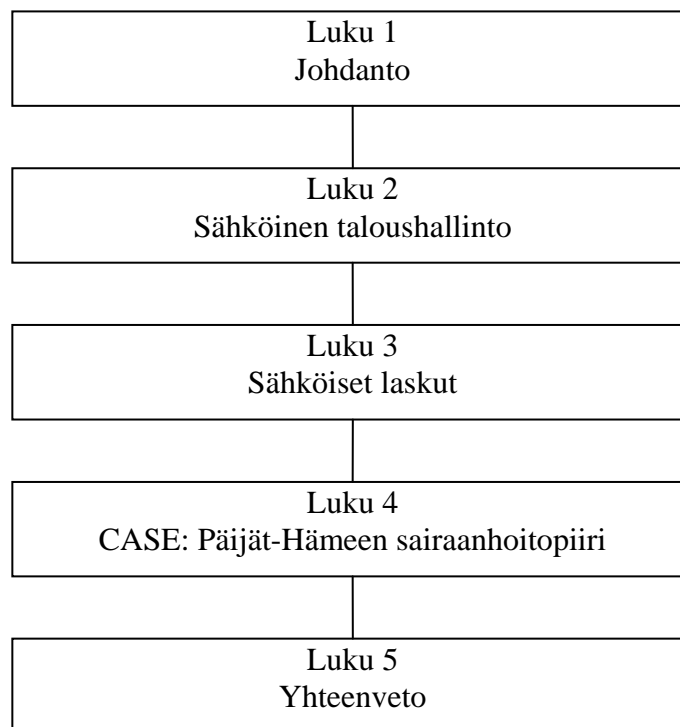 Luku 1
Johdanto
Luku 2
Sähköinen taloushallinto
Luku 3
Sähköiset laskut
Luku 4
CASE: Päijät-Hämeen sairaanhoitopiiri
Luku 5
Yhteenveto